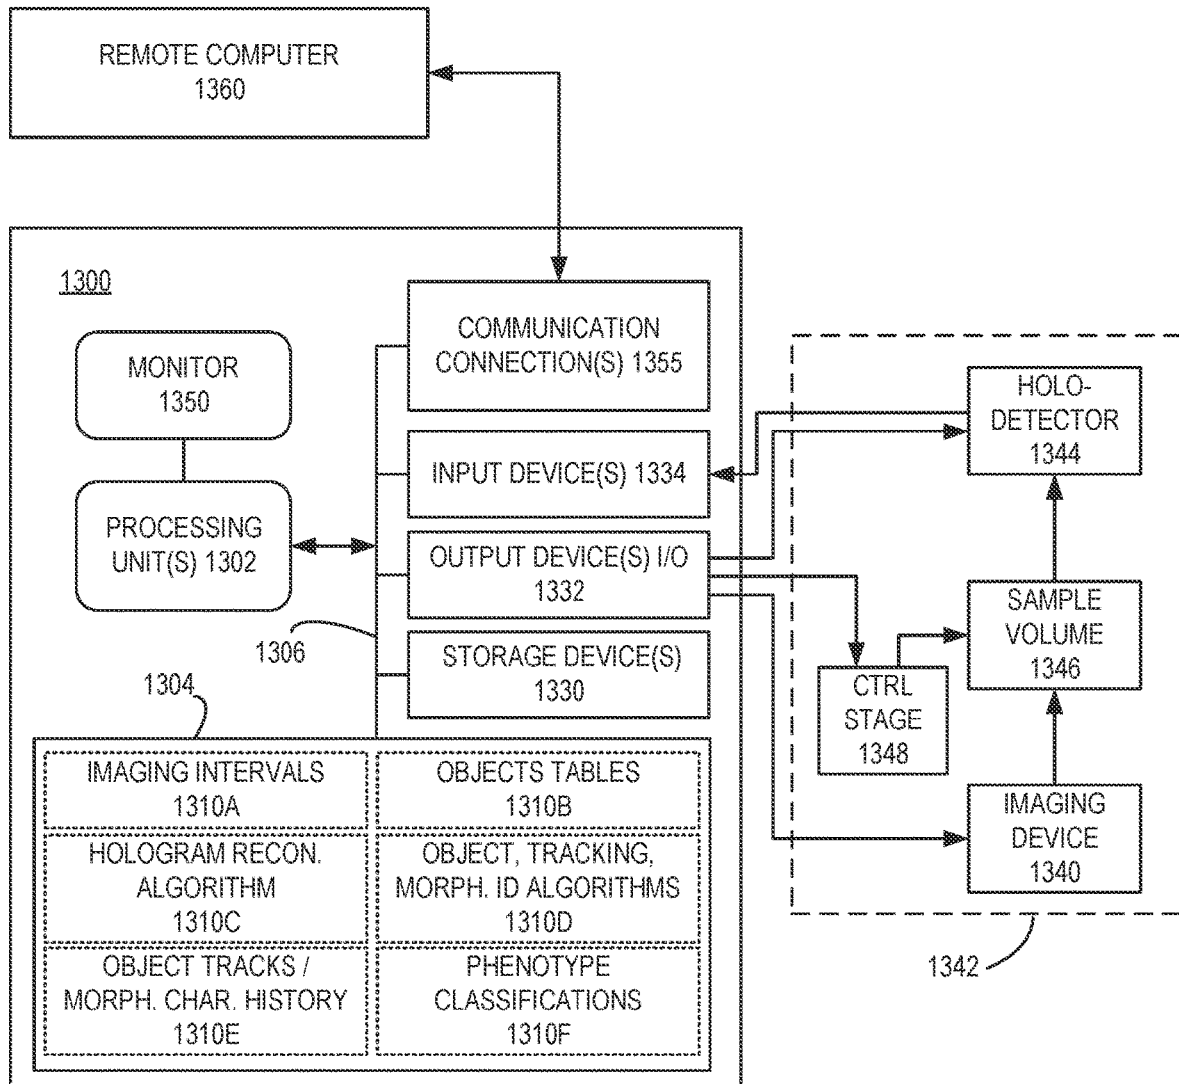 REMOTE COMPUTER
1360
1300
COMMUNICATION
CONNECTION(S) 1355
MONITOR
1350
HOLO-
DETECTOR
1344
INPUT DEVICE(S) 1334
PROCESSING
UNIT(S) 1302
OUTPUT DEVICE(S) I/O
1332
SAMPLE
VOLUME
1346
1306
STORAGE DEVICE(S)
1330
CTRL
STAGE
1348
1304
IMAGING INTERVALS
1310A
OBJECTS TABLES
1310B
IMAGING
DEVICE
1340
HOLOGRAM RECON.
ALGORITHM
1310C
OBJECT, TRACKING,
MORPH. ID ALGORITHMS
1310D
OBJECT TRACKS /
MORPH. CHAR. HISTORY
1310E
PHENOTYPE
CLASSIFICATIONS
1310F
1342